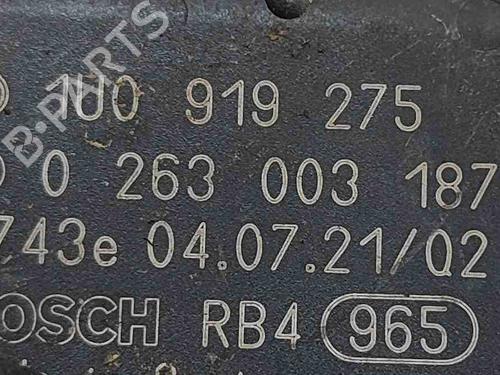 1U0 919 275
0 263 003 187
743e 04.07.21/02
BOSCH RB4 965
B-PARTS